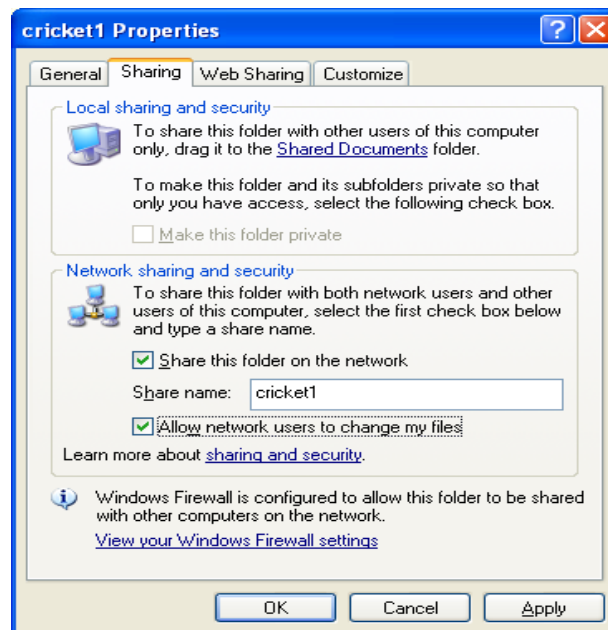 cricket1 Properties
General Sharing Web Sharing Customize
Local sharing and security
To share this folder with other users of this computer
only, drag it to the Shared Documents folder.
To make this folder and its subfolders private so that
only you have access, select the following check box.
Make this folder private
Network sharing and security
To share this folder with both network users and other
users of this computer, select the first check box below
and type a share name.
Share this folder on the network
Share name: cricket1
Allow network users to change my files
Learn more about sharing and security.
Windows Firewall is configured to allow this folder to be shared
with other computers on the network.
View your Windows Firewall settings
OK Cancel Apply